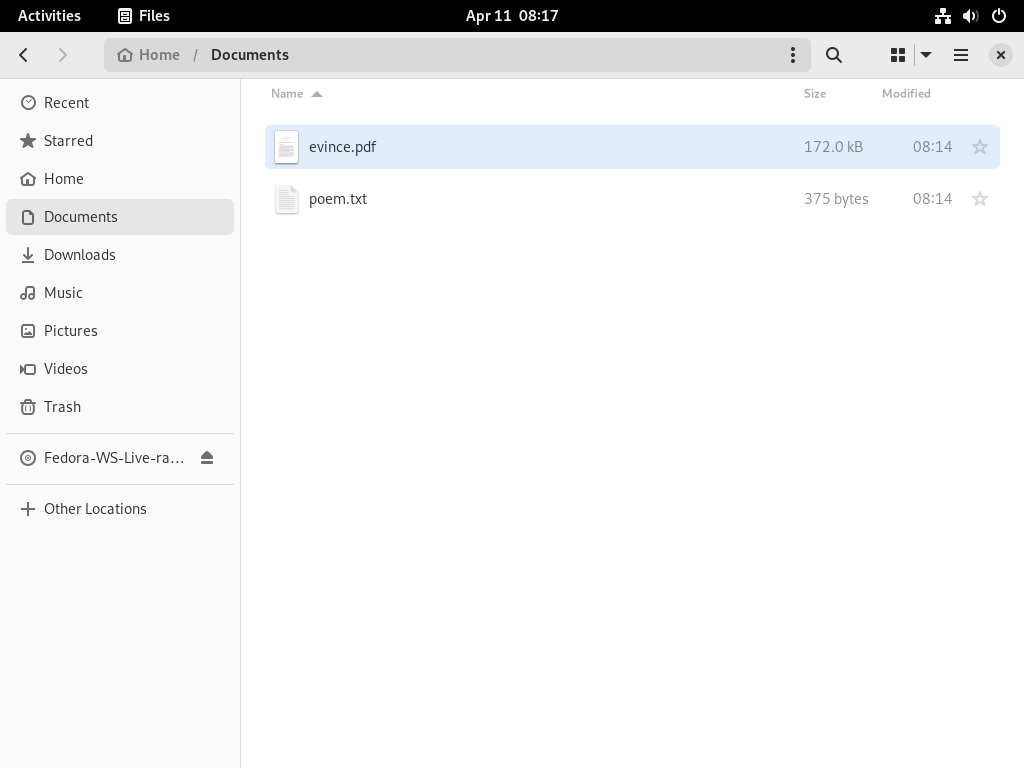 Activities
Files
Apr 11 08:17
Home / Documents
Recent
Starred
Home
Documents
Downloads
Music
Pictures
Videos
Trash
Fedora-WS-Live-ra…
Other Locations
Name Size Modified
evince.pdf 172.0 kB 08:14
poem.txt 375 bytes 08:14